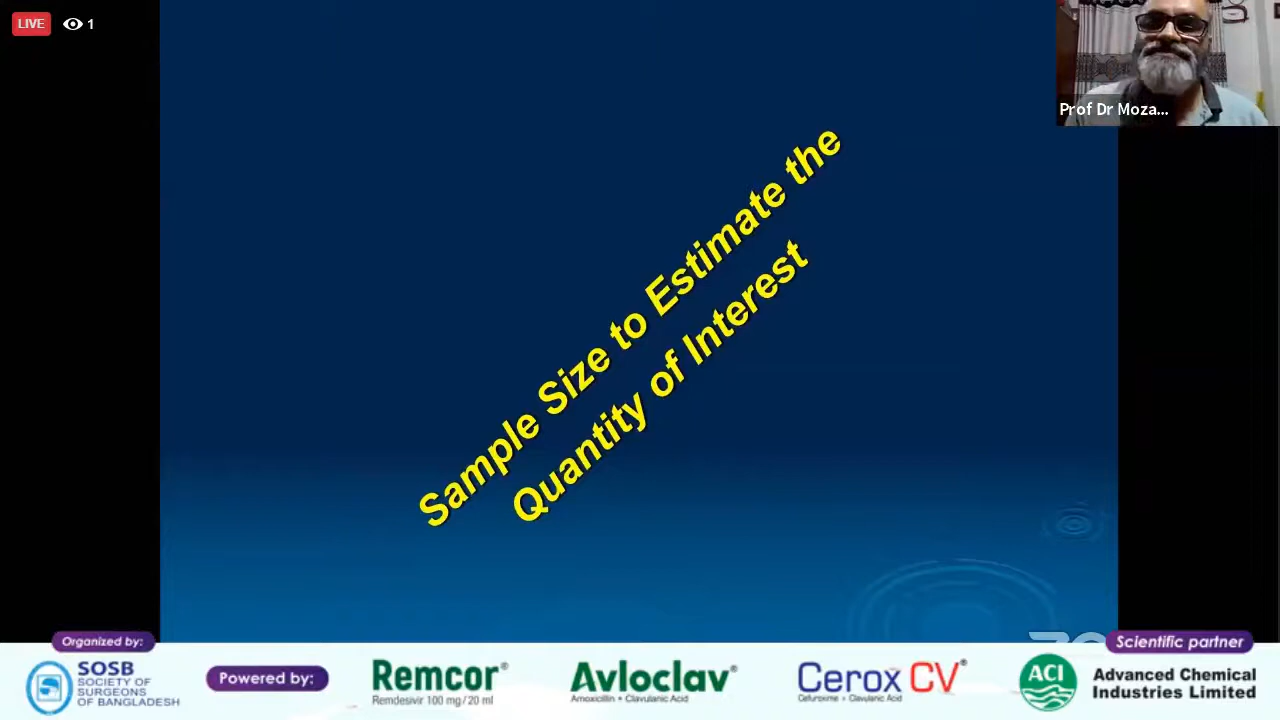 LIVE 1
Prof Dr Moza...
Sample Size to Estimate the
Quantity of Interest
Organized by:
SOSB
SOCIETY OF
SURGEONS
OF BANGLADESH
Powered by:
Remcor®
Remdesivir 100 mg/20 ml
Avloclav®
Amoxicillin + Clavulanic Acid
Cerox CV®
Cefuroxime + Clavulanic Acid
Scientific partner
ACI
Advanced Chemical
Industries Limited